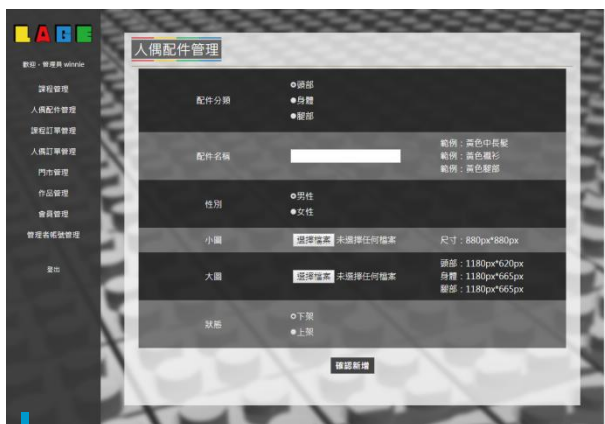 LAGE
歡迎，管理員 winnie
課程管理
人偶配件管理
課程訂單管理
人偶訂單管理
門市管理
作品管理
會員管理
管理者帳號管理
登出
人偶配件管理
配件分類
頭部
身體
腿部
配件名稱
範例：黃色中長髮
範例：黃色襯衫
範例：黃色腿部
性別
男性
女性
小圖
選擇檔案 未選擇任何檔案
尺寸：880px*880px
大圖
選擇檔案 未選擇任何檔案
頭部：1180px*620px
身體：1180px*665px
腿部：1180px*665px
狀態
下架
上架
確認新增